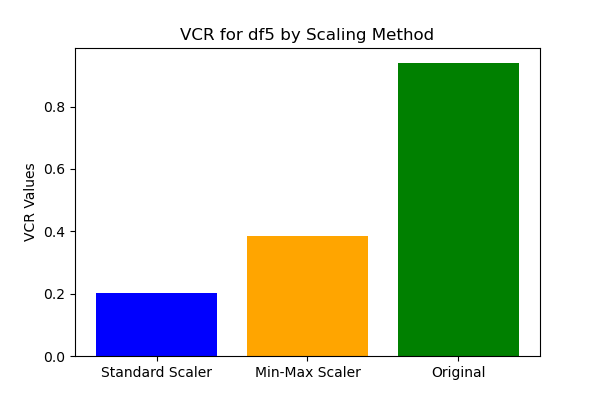 VCR for df5 by Scaling Method
VCR Values
0.8
0.6
0.4
0.2
0.0
Standard Scaler
Min-Max Scaler
Original